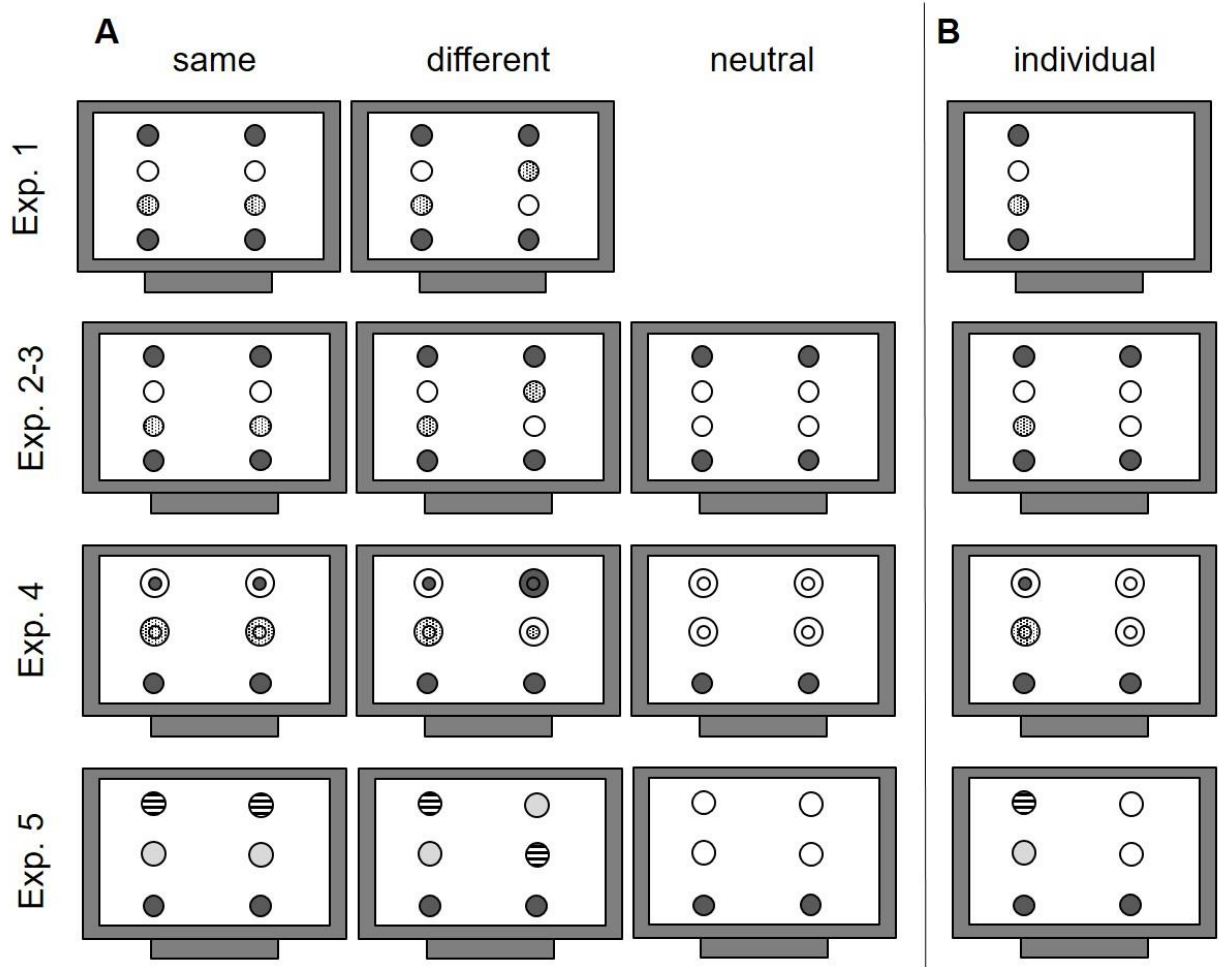 A
B
same
different
neutral
individual
Exp. 1
Exp. 2-3
Exp. 4
Exp. 5